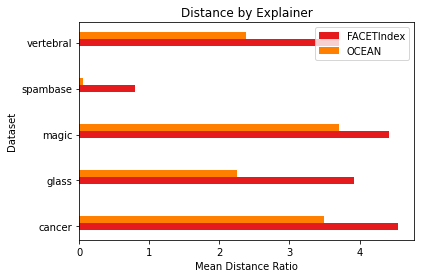 Distance by Explainer
FACETIndex
OCEAN
Dataset
vertebral
spambase
magic
glass
cancer
0 1 2 3 4
Mean Distance Ratio